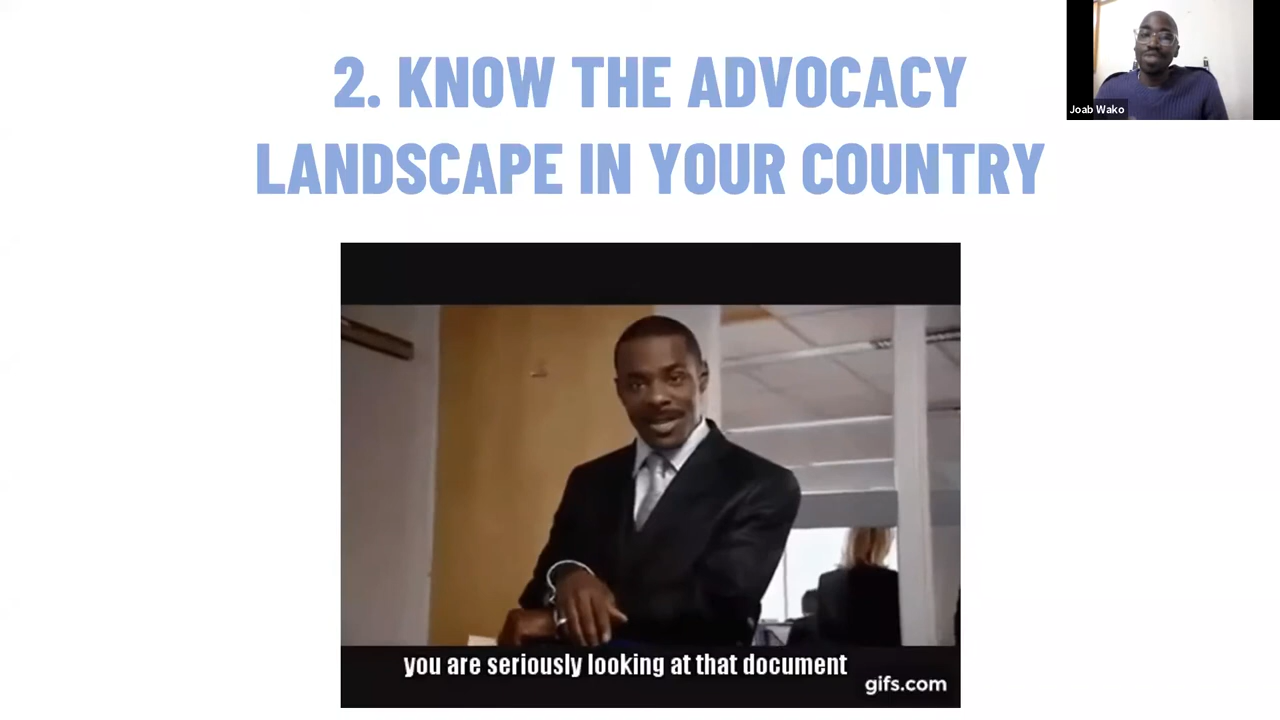 2. KNOW THE ADVOCACY
LANDSCAPE IN YOUR COUNTRY
Joab Wako
you are seriously looking at that document
gifs.com